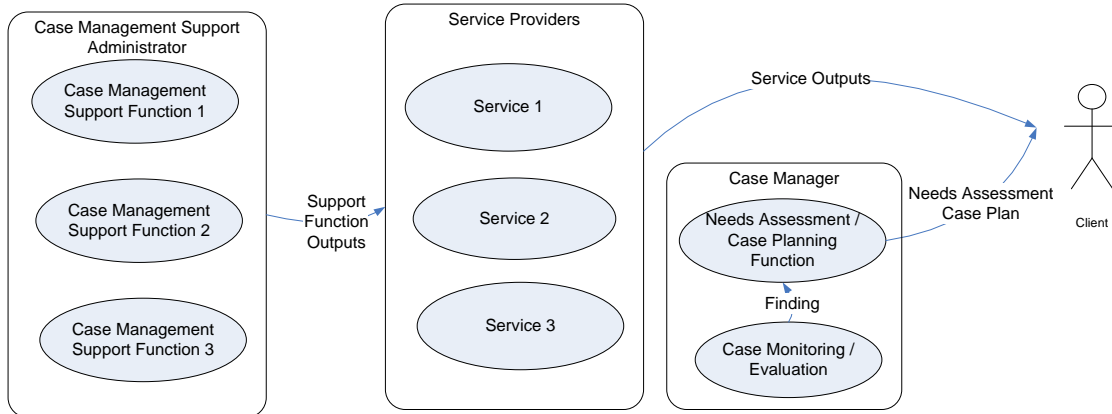 Case Management Support
Administrator
Case Management
Support Function 1
Case Management
Support Function 2
Case Management
Support Function 3
Support
Function
Outputs
Service Providers
Service 1
Service 2
Service 3
Service Outputs
Case Manager
Needs Assessment /
Case Planning
Function
Finding
Case Monitoring /
Evaluation
Needs Assessment
Case Plan
Client